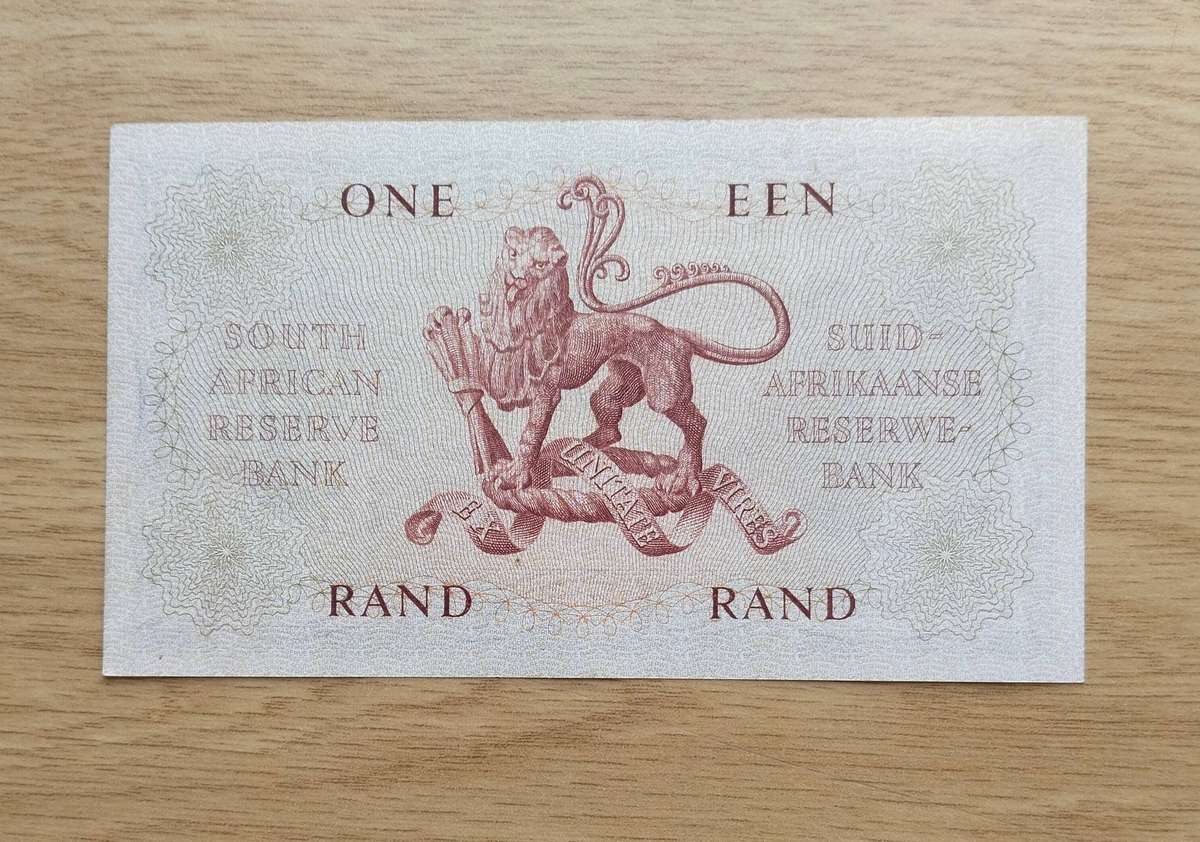 ONE EEN
SOUTH
AFRICAN
RESERVE
BANK
SUID-
AFRIKAANSE
RESERWE-
BANK
EX UNITATE VIRES
RAND RAND